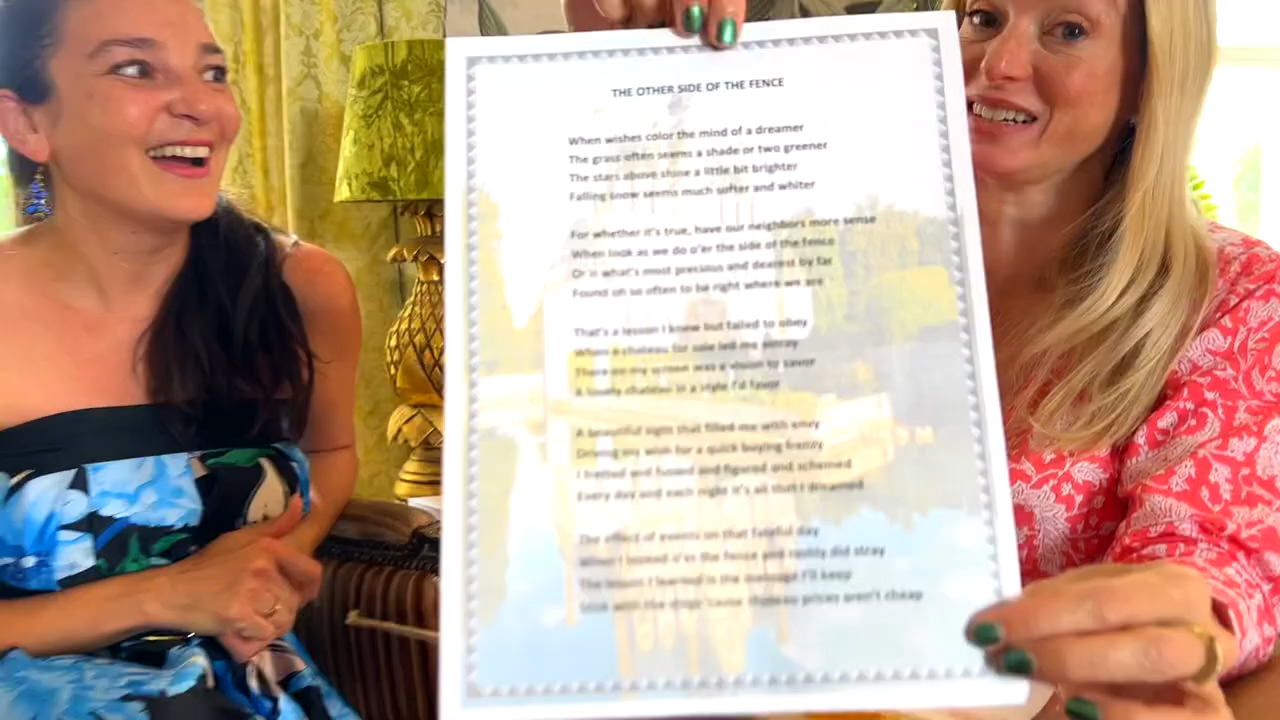 THE OTHER SIDE OF THE FENCE
When wishes color the mind of a dreamer
The grass often seems a shade or two greener
The stars above shine a little bit brighter
Falling snow seems much softer and whiter
For whether it's true, have our neighbors more sense
When look as we do o'er the side of the fence
Or is what's most precious and dearest by far
Found oh so often to be right where we are
That's a lesson I knew but failed to obey
When a chateau for sale led me astray
There on my screen was a vision to savor
A lovely chateau in a style I'd favor
A beautiful sight that filled me with envy
Driving my wish for a quick buying frenzy
I fretted and fussed and figured and schemed
Every day and each night it's all that I dreamed
The effect of events on that fateful day
When I looked o'er the fence and rashly did stray
The lesson I learned is the message I'll keep
with the 'cause chateau prices aren't cheap